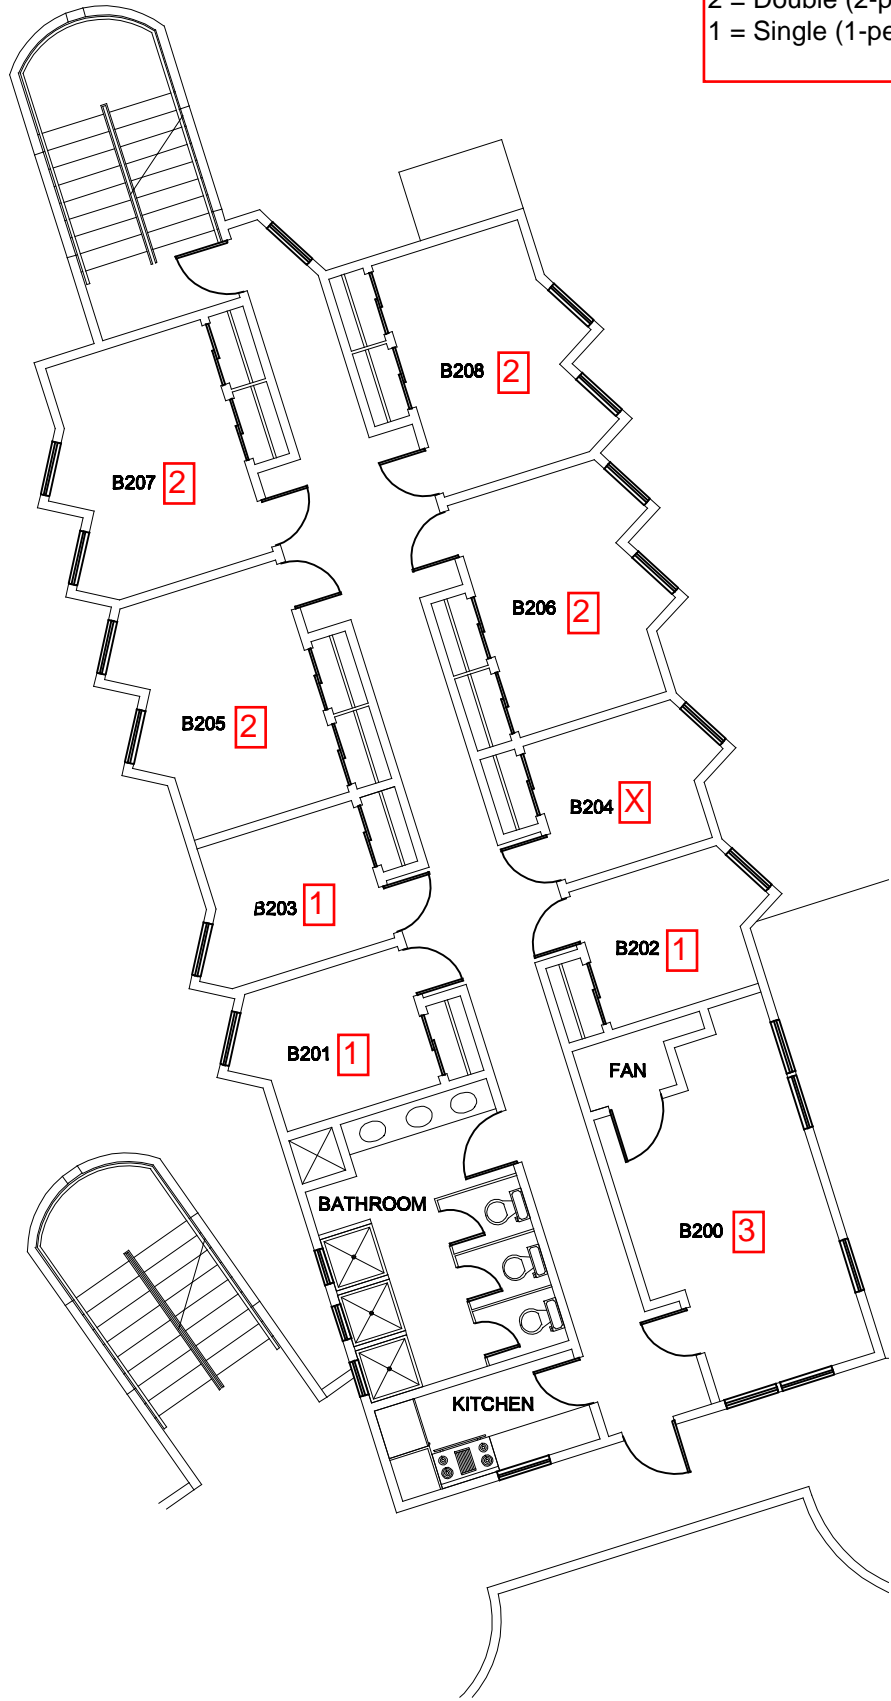 2 = Double (2-p
1 = Single (1-pe
B208 2
B207 2
B206 2
B205 2
B204 X
B203 1
B202 1
B201 1
FAN
BATHROOM
B200 3
KITCHEN